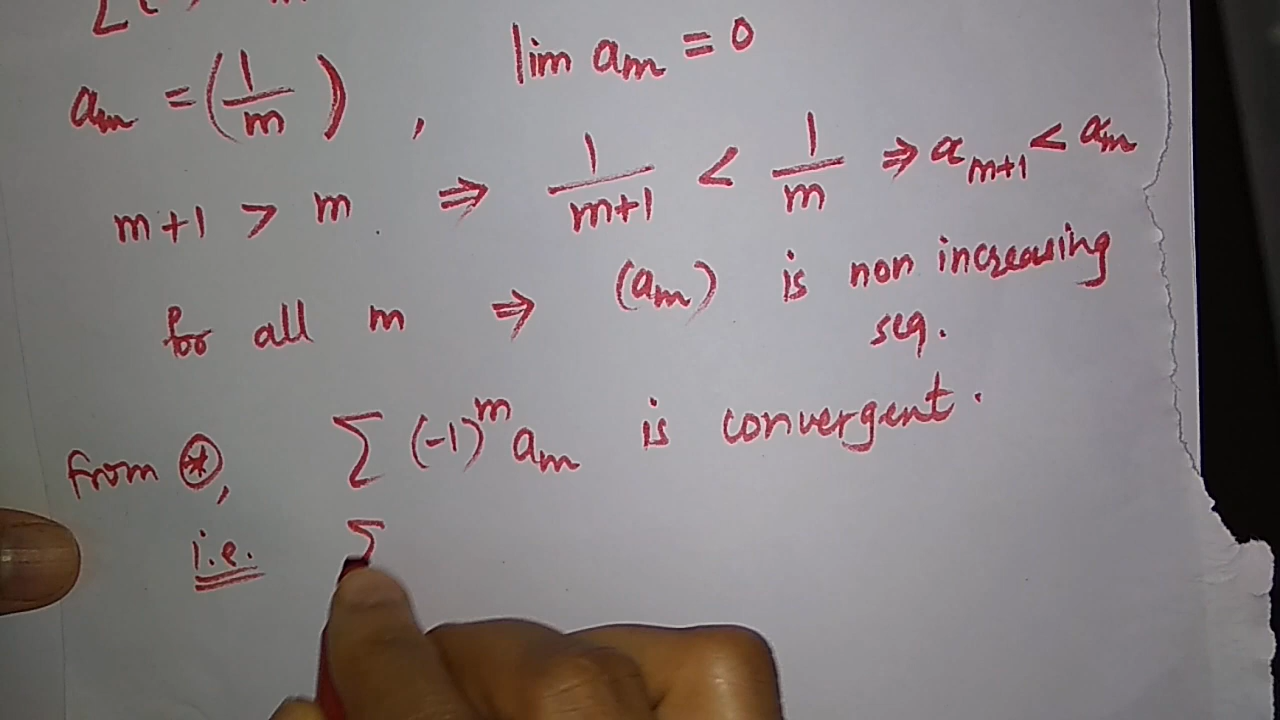 a_m = (1/m), lim a_m = 0
m+1 > m ⇒ 1/(m+1) < 1/m ⇒ a_{m+1} < a_m
for all m ⇒ (a_m) is non increasing
seq.
from ⊛, Σ (-1)^m a_m is convergent.
i.e. Σ